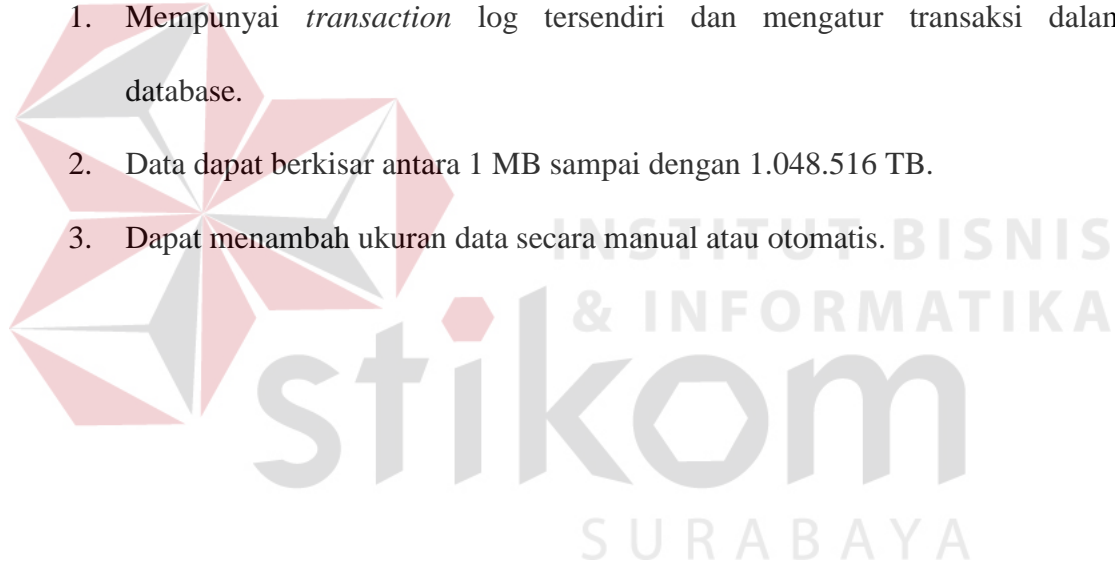 1. Mempunyai transaction log tersendiri dan mengatur transaksi dalam
database.
2. Data dapat berkisar antara 1 MB sampai dengan 1.048.516 TB.
3. Dapat menambah ukuran data secara manual atau otomatis.
INSTITUT BISNIS
& INFORMATIKA
stikom
SURABAYA